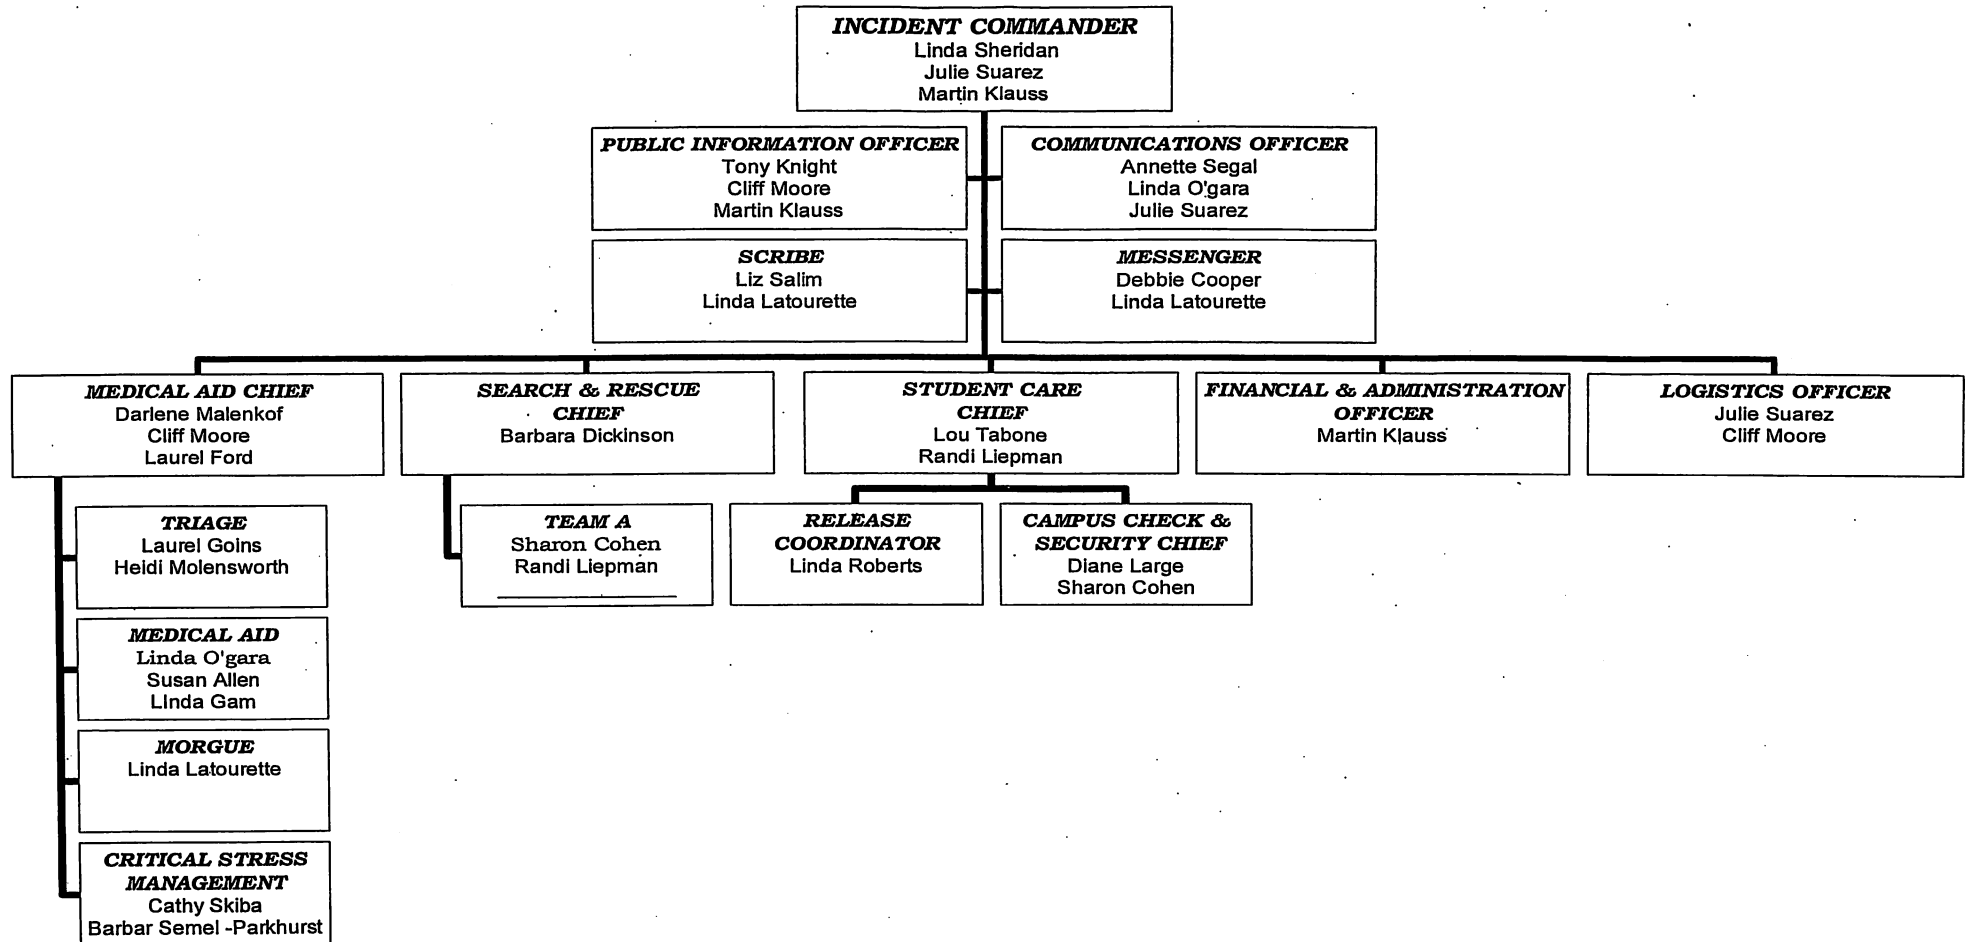 INCIDENT COMMANDER
Linda Sheridan
Julie Suarez
Martin Klauss
PUBLIC INFORMATION OFFICER
Tony Knight
Cliff Moore
Martin Klauss
COMMUNICATIONS OFFICER
Annette Segal
Linda O'gara
Julie Suarez
SCRIBE
Liz Salim
Linda Latourette
MESSENGER
Debbie Cooper
Linda Latourette
MEDICAL AID CHIEF
Darlene Malenkof
Cliff Moore
Laurel Ford
SEARCH & RESCUE
CHIEF
Barbara Dickinson
STUDENT CARE
CHIEF
Lou Tabone
Randi Liepman
FINANCIAL & ADMINISTRATION
OFFICER
Martin Klauss
LOGISTICS OFFICER
Julie Suarez
Cliff Moore
TRIAGE
Laurel Goins
Heidi Molensworth
TEAM A
Sharon Cohen
Randi Liepman
RELEASE
COORDINATOR
Linda Roberts
CAMPUS CHECK &
SECURITY CHIEF
Diane Large
Sharon Cohen
MEDICAL AID
Linda O'gara
Susan Allen
Linda Gam
MORGUE
Linda Latourette
CRITICAL STRESS
MANAGEMENT
Cathy Skiba
Barbar Semel -Parkhurst